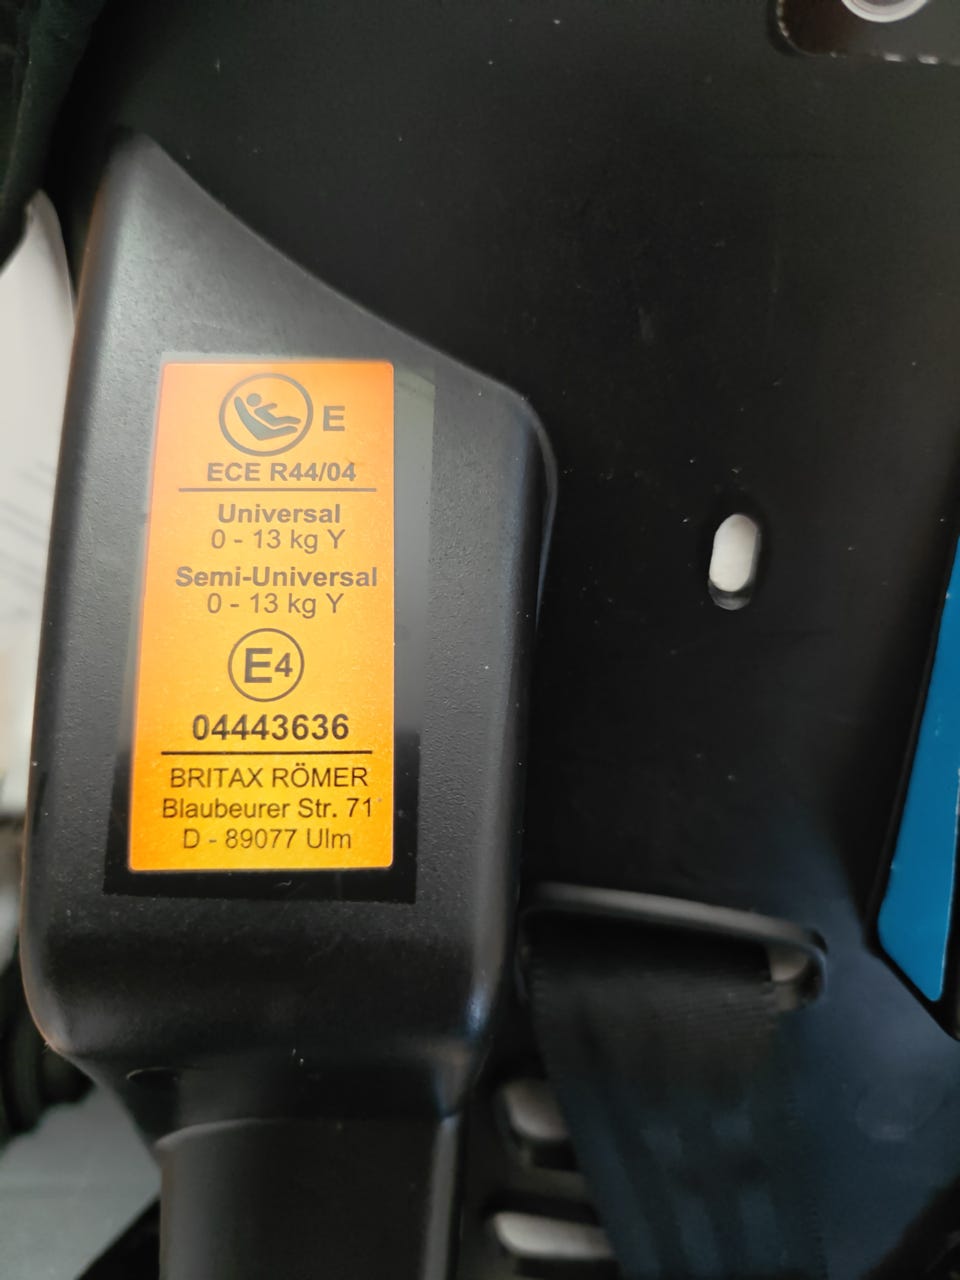 E
ECE R44/04
Universal
0 - 13 kg Y
Semi-Universal
0 - 13 kg Y
E4
04443636
BRITAX RÖMER
Blaubeurer Str. 71
D - 89077 Ulm